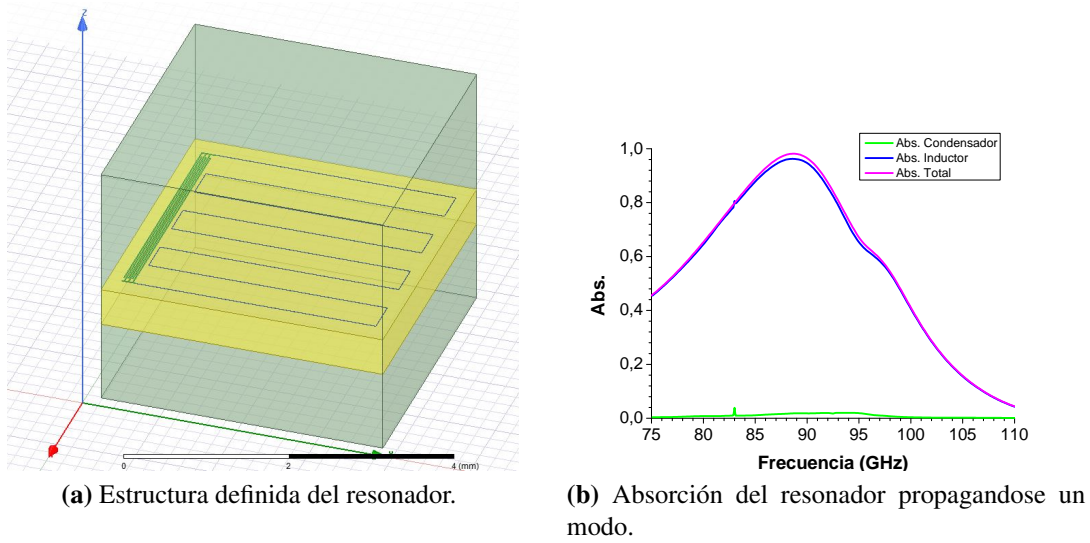 z
0
2
4 (mm)
(a) Estructura definida del resonador.
Abs. Condensador
Abs. Inductor
Abs. Total
1,0
0,8
0,6
0,4
0,2
0,0
Abs.
75 80 85 90 95 100 105 110
Frecuencia (GHz)
(b) Absorción del resonador propagandose un
modo.